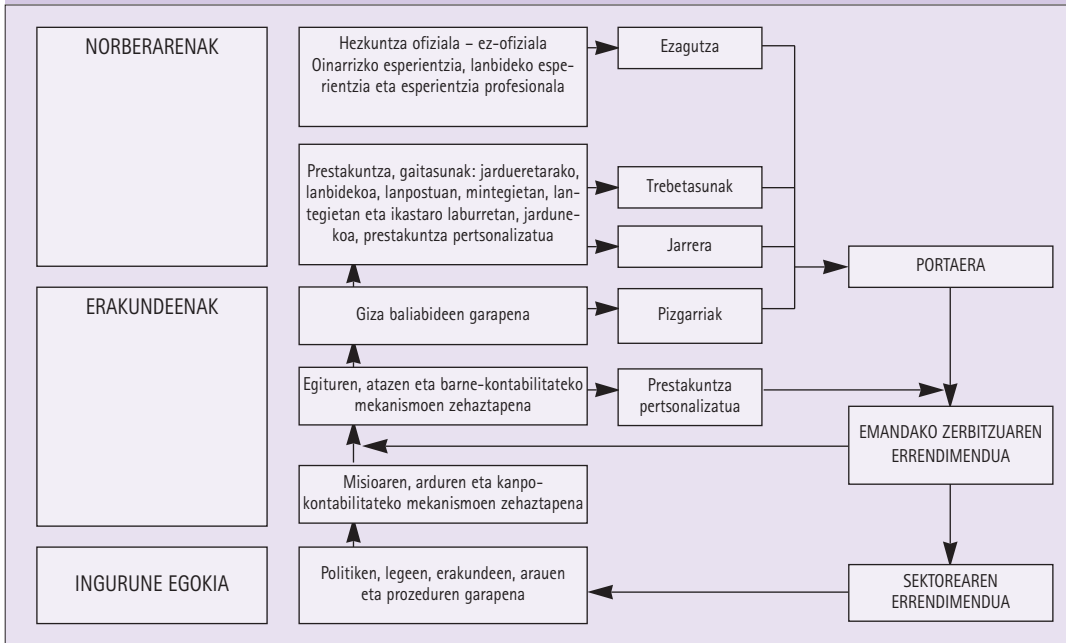 NORBERARENAK
Hezkuntza ofiziala – ez-ofiziala
Oinarrizko esperientzia, lanbideko espe-
rientzia eta esperientzia profesionala
Ezagutza
Prestakuntza, gaitasunak: jardueretarako,
lanbidekoa, lanpostuan, mintegietan, lan-
tegietan eta ikastaro laburretan, jardune-
koa, prestakuntza pertsonalizatua
Trebetasunak
Jarrera
PORTAERA
ERAKUNDEENAK
Giza baliabideen garapena
Pizgarriak
Egituren, atazen eta barne-kontabilitateko
mekanismoen zehaztapena
Prestakuntza
pertsonalizatua
EMANDAKO ZERBITZUAREN
ERRENDIMENDUA
Misioaren, arduren eta kanpo-
kontabilitateko mekanismoen zehaztapena
INGURUNE EGOKIA
Politiken, legeen, erakundeen, arauen
eta prozeduren garapena
SEKTOREAREN
ERRENDIMENDUA